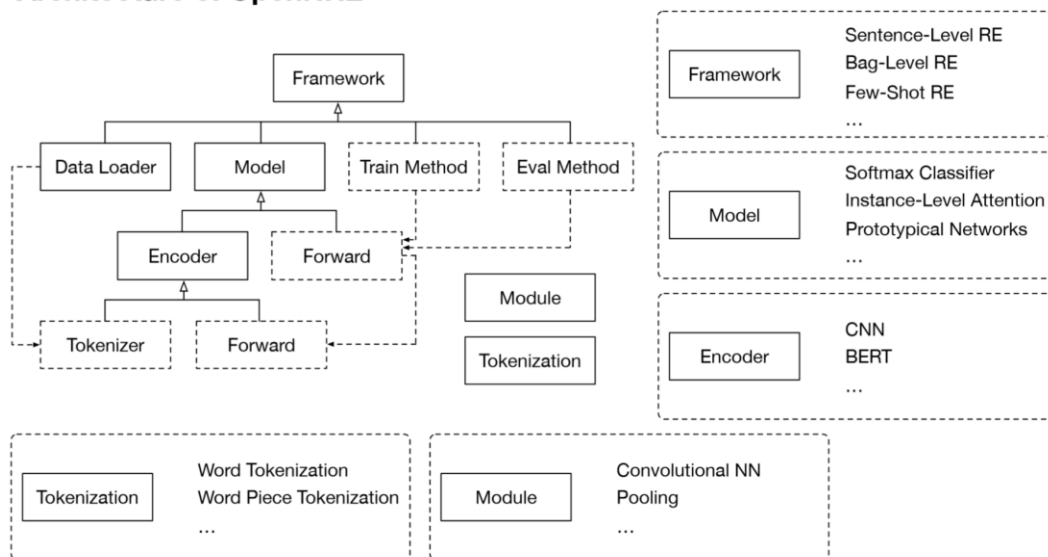 Framework
Data Loader
Model
Train Method
Eval Method
Encoder
Forward
Tokenizer
Forward
Module
Tokenization
Framework
Sentence-Level RE
Bag-Level RE
Few-Shot RE
...
Model
Softmax Classifier
Instance-Level Attention
Prototypical Networks
...
Encoder
CNN
BERT
...
Tokenization
Word Tokenization
Word Piece Tokenization
...
Module
Convolutional NN
Pooling
...